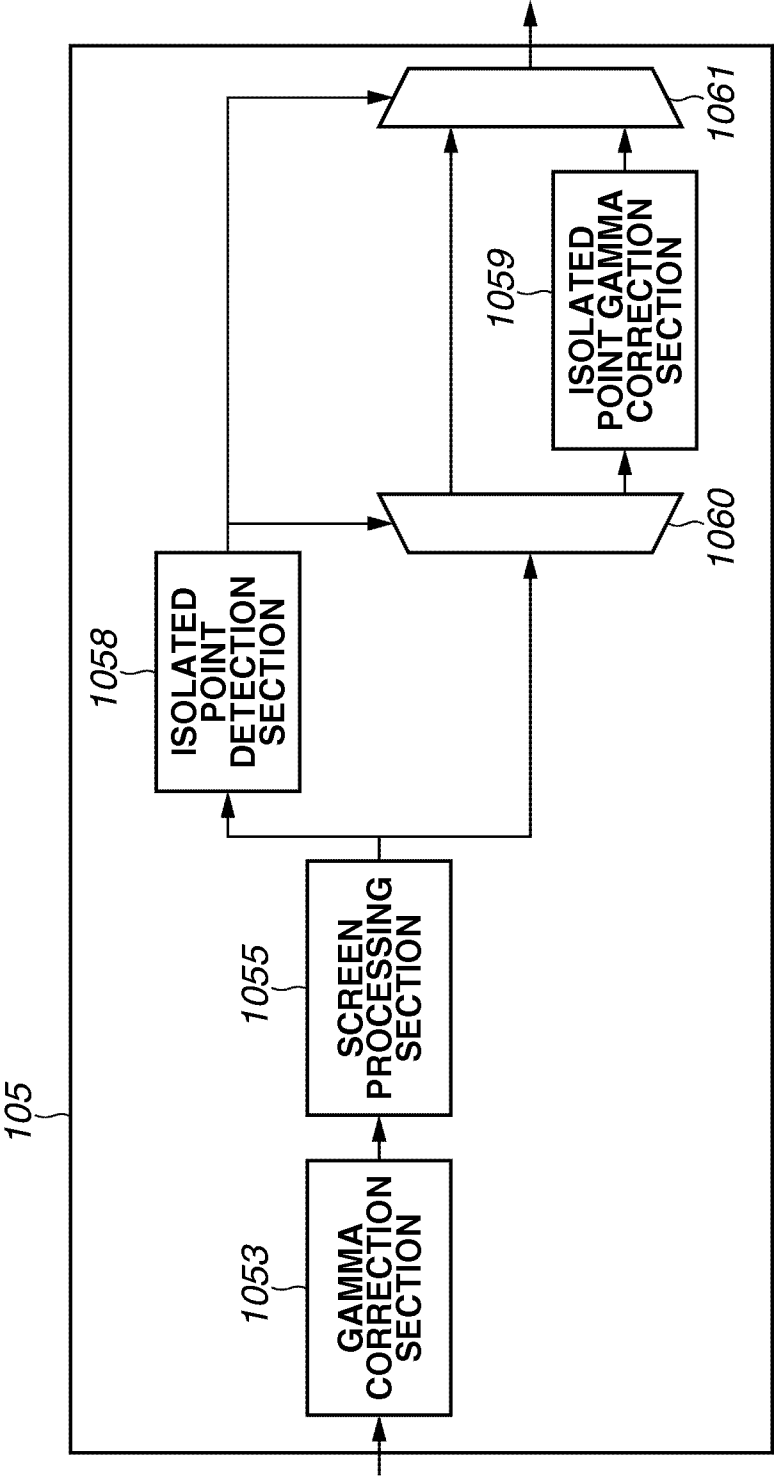 105
1053
GAMMA
CORRECTION
SECTION
1055
SCREEN
PROCESSING
SECTION
1058
ISOLATED
POINT
DETECTION
SECTION
1060
1059
ISOLATED
POINT GAMMA
CORRECTION
SECTION
1061